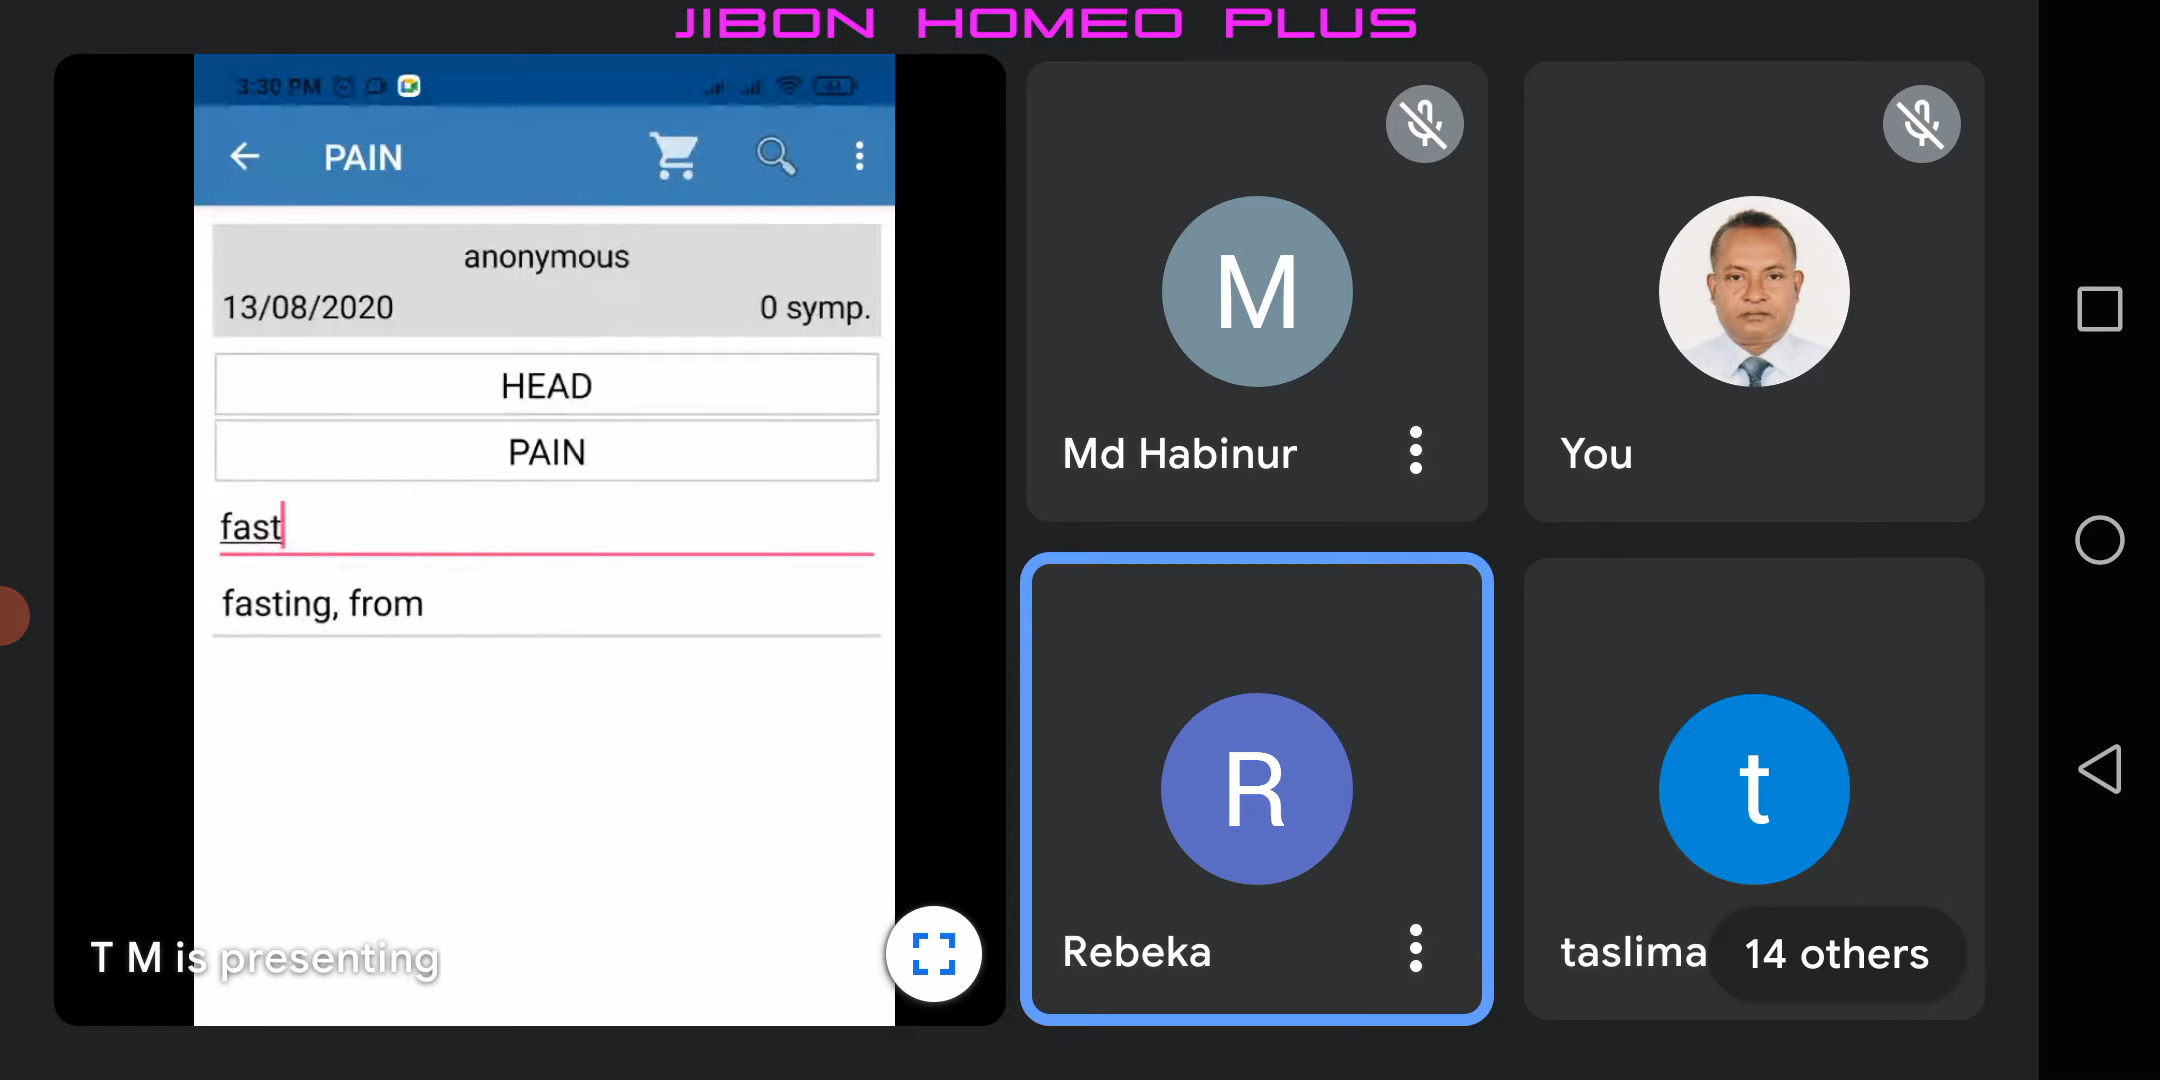 JIBON HOMEO PLUS
3:30 PM
44
PAIN
anonymous
13/08/2020 0 symp.
HEAD
PAIN
fast
fasting, from
T M is presenting
M
Md Habinur
You
R
Rebeka
t
taslima
14 others